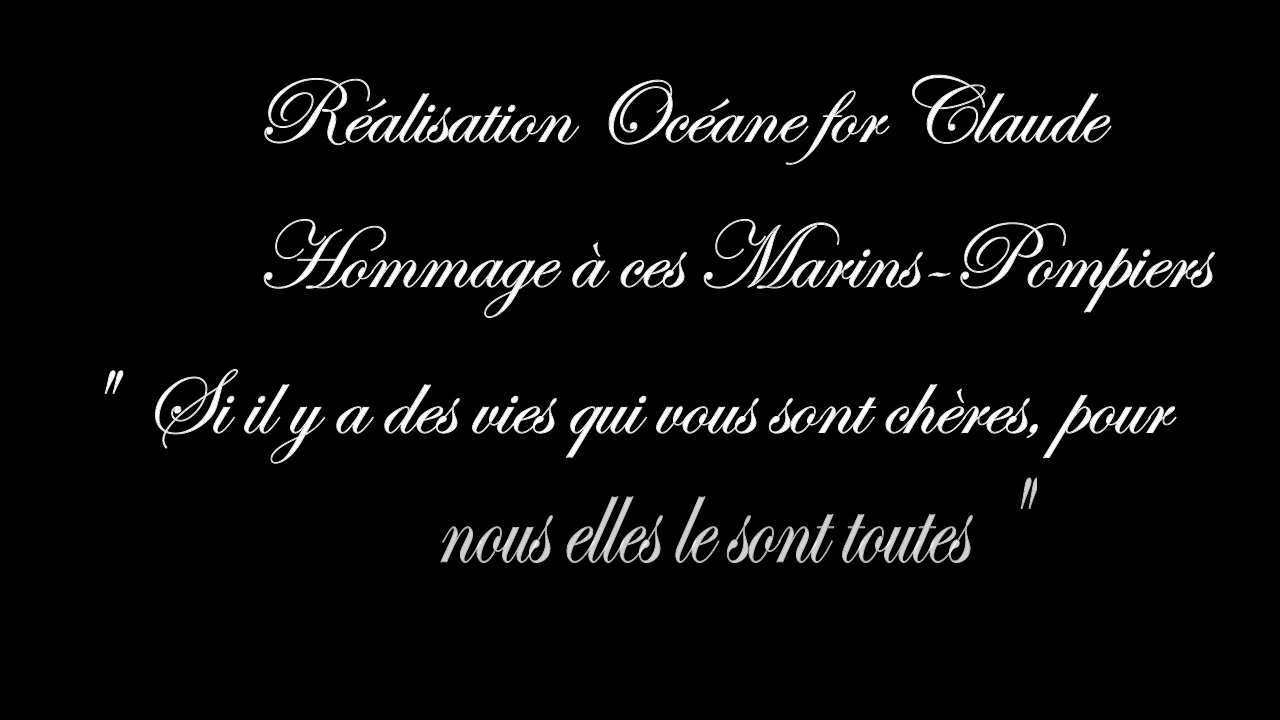 Réalisation Océane for Claude
Hommage à ces Marins-Pompiers
" Si il y a des vies qui vous sont chères, pour
nous elles le sont toutes "